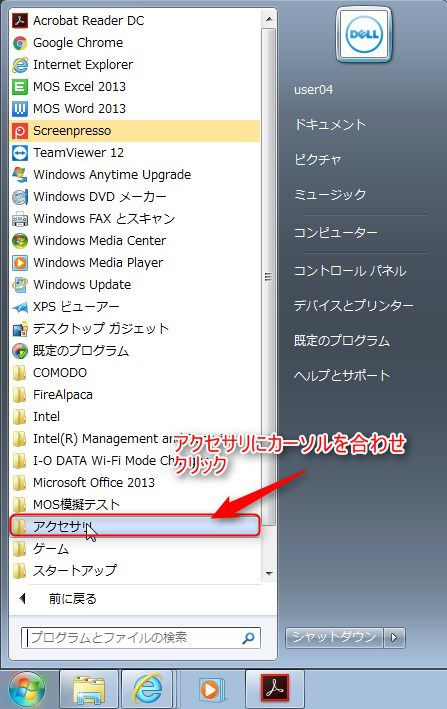 Acrobat Reader DC
Google Chrome
Internet Explorer
MOS Excel 2013
MOS Word 2013
Screenpresso
TeamViewer 12
Windows Anytime Upgrade
Windows DVD メーカー
Windows FAX とスキャン
Windows Media Center
Windows Media Player
Windows Update
XPS ビューアー
デスクトップ ガジェット
既定のプログラム
COMODO
FireAlpaca
Intel
Intel(R) Management and
I-O DATA Wi-Fi Mode
Microsoft Office 2013
MOS模擬テスト
アクセサリ
ゲーム
スタートアップ
前に戻る
プログラムとファイルの検索
アクセサリにカーソルを合わせ
クリック
DELL
user04
ドキュメント
ピクチャ
ミュージック
コンピューター
コントロール パネル
デバイスとプリンター
既定のプログラム
ヘルプとサポート
シャットダウン